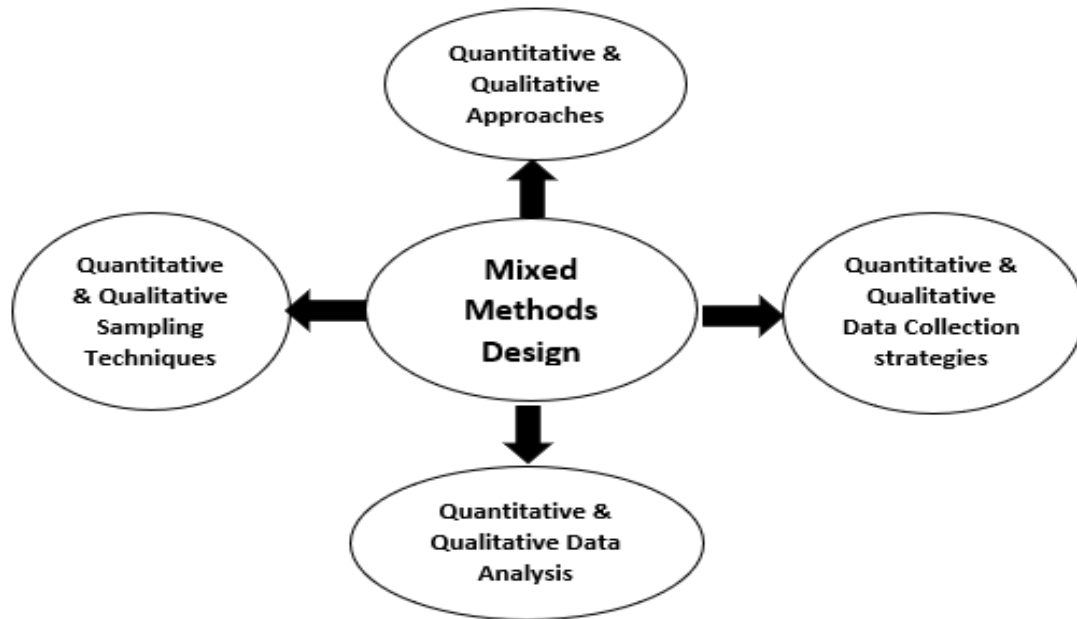 Quantitative &
Qualitative
Approaches
Quantitative
& Qualitative
Sampling
Techniques
Mixed
Methods
Design
Quantitative &
Qualitative
Data Collection
strategies
Quantitative &
Qualitative Data
Analysis